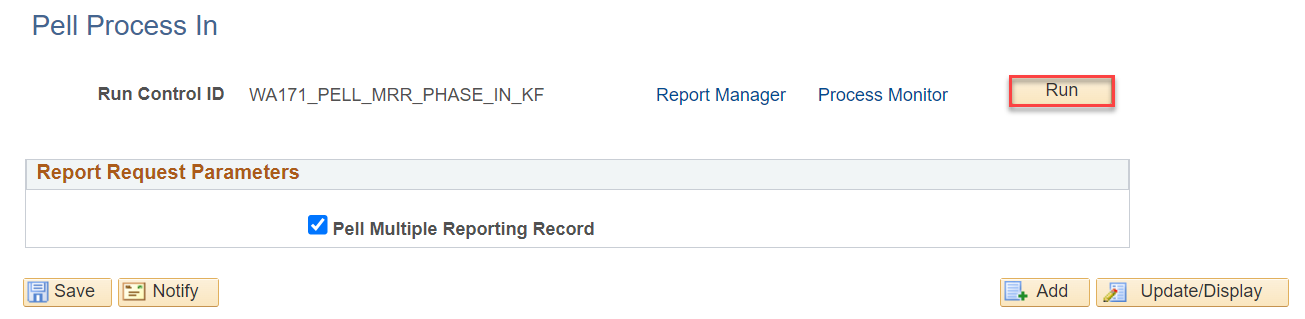 Pell Process In
Run Control ID WA171_PELL_MRR_PHASE_IN_KF Report Manager Process Monitor Run
Report Request Parameters
Pell Multiple Reporting Record
Save Notify Add Update/Display